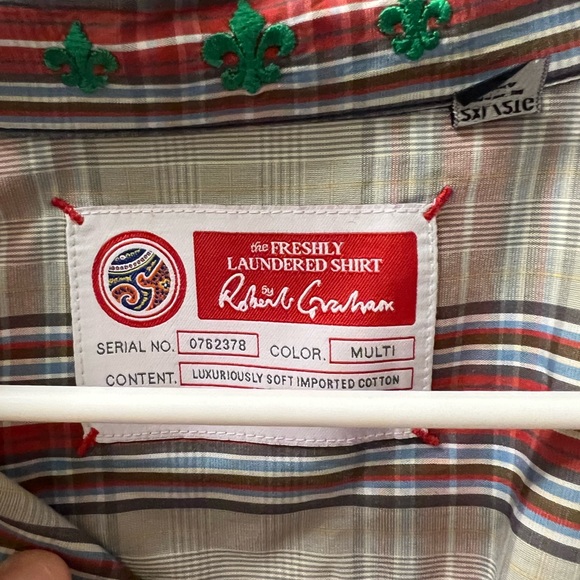 the FRESHLY
LAUNDERED SHIRT
by
Robert Graham
SERIAL NO. 0762378 COLOR. MULTI
CONTENT. LUXURIOUSLY SOFT IMPORTED COTTON